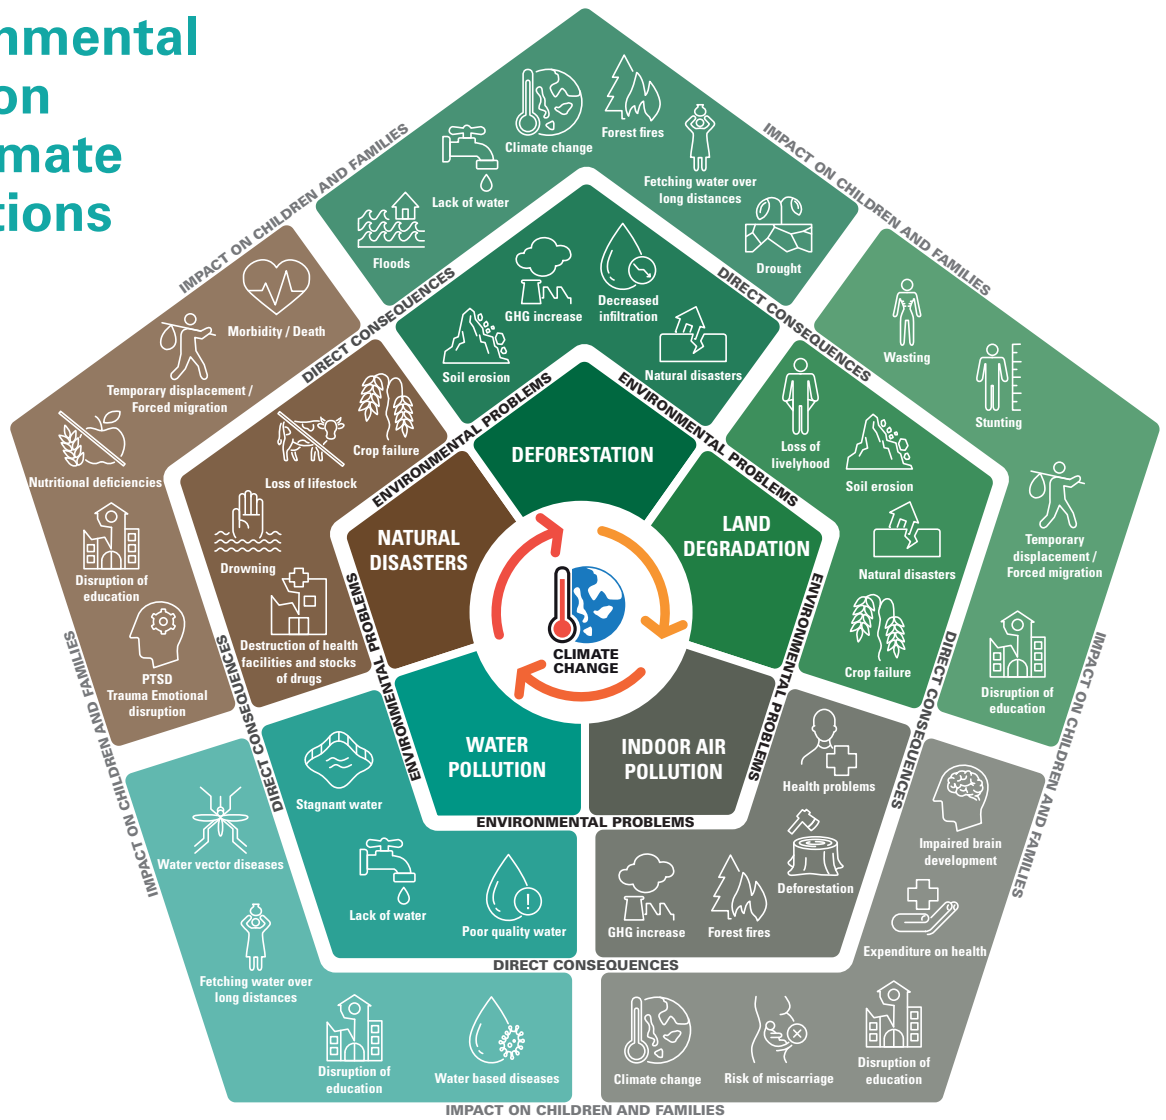 nmental
on
mate
tions
IMPACT ON CHILDREN AND FAMILIES
IMPACT ON CHILDREN AND FAMILIES
Climate change
Forest fires
Lack of water
Fetching water over
long distances
Floods
Drought
DIRECT CONSEQUENCES
DIRECT CONSEQUENCES
GHG increase
Decreased
infiltration
Soil erosion
Natural disasters
ENVIRONMENTAL PROBLEMS
ENVIRONMENTAL PROBLEMS
DEFORESTATION
Morbidity / Death
Temporary displacement /
Forced migration
Nutritional deficiencies
Disruption of
education
PTSD
Trauma Emotional
disruption
Crop failure
Loss of lifestock
Drowning
Destruction of health
facilities and stocks
of drugs
NATURAL
DISASTERS
LAND
DEGRADATION
Loss of
livelyhood
Soil erosion
Natural disasters
Crop failure
Wasting
Stunting
Temporary
displacement /
Forced migration
Disruption of
education
CLIMATE
CHANGE
ENVIRONMENTAL PROBLEMS
ENVIRONMENTAL PROBLEMS
DIRECT CONSEQUENCES
DIRECT CONSEQUENCES
IMPACT ON CHILDREN AND FAMILIES
IMPACT ON CHILDREN AND FAMILIES
WATER
POLLUTION
INDOOR AIR
POLLUTION
Stagnant water
Lack of water
Poor quality water
Health problems
Deforestation
GHG increase
Forest fires
ENVIRONMENTAL PROBLEMS
DIRECT CONSEQUENCES
Water vector diseases
Fetching water over
long distances
Disruption of
education
Water based diseases
Impaired brain
development
Expenditure on health
Climate change
Risk of miscarriage
Disruption of
education
IMPACT ON CHILDREN AND FAMILIES